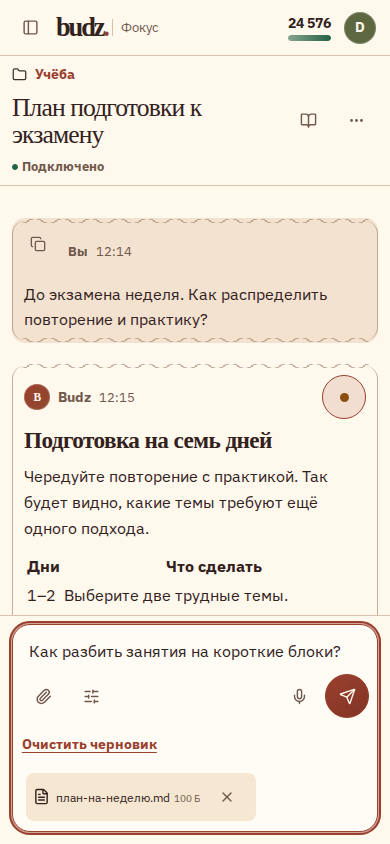 budz. Фокус 24 576 D
Учёба
План подготовки к
экзамену
Подключено
Вы 12:14
До экзамена неделя. Как распределить
повторение и практику?
B Budz 12:15
Подготовка на семь дней
Чередуйте повторение с практикой. Так
будет видно, какие темы требуют ещё
одного подхода.
Дни Что сделать
1–2 Выберите две трудные темы.
Как разбить занятия на короткие блоки?
Очистить черновик
план-на-неделю.md 100 Б